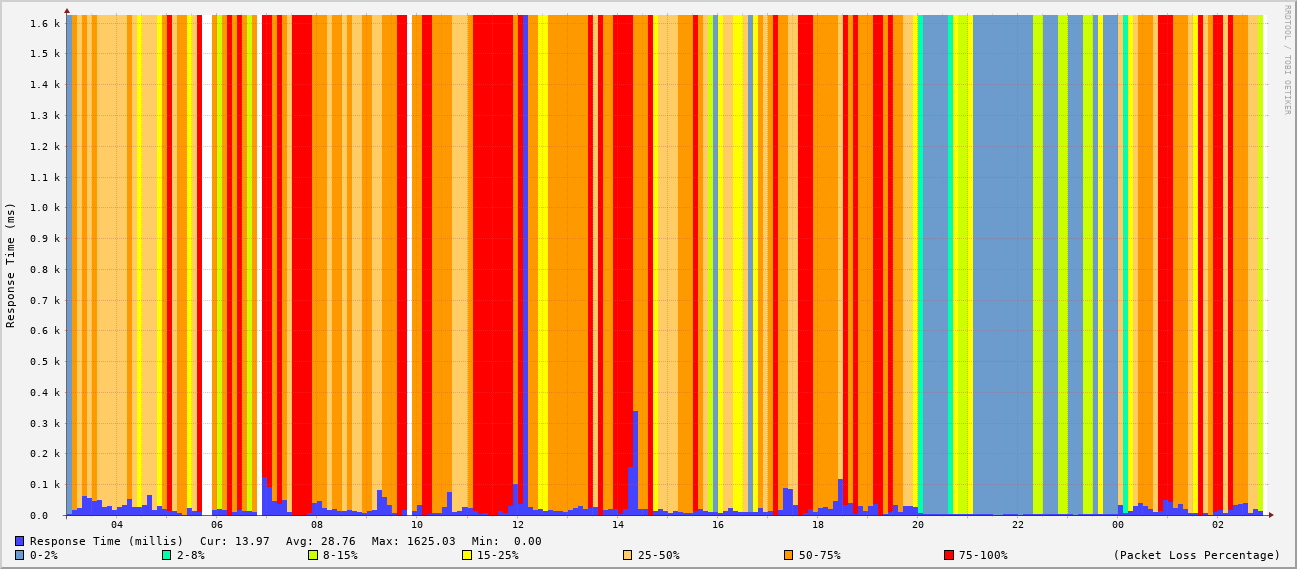 RRDTOOL / TOBI OETIKER
Response Time (ms)
1.6 k
1.5 k
1.4 k
1.3 k
1.2 k
1.1 k
1.0 k
0.9 k
0.8 k
0.7 k
0.6 k
0.5 k
0.4 k
0.3 k
0.2 k
0.1 k
0.0
04 06 08 10 12 14 16 18 20 22 00 02
Response Time (millis) Cur: 13.97 Avg: 28.76 Max: 1625.03 Min: 0.00
0-2% 2-8% 8-15% 15-25% 25-50% 50-75% 75-100% (Packet Loss Percentage)